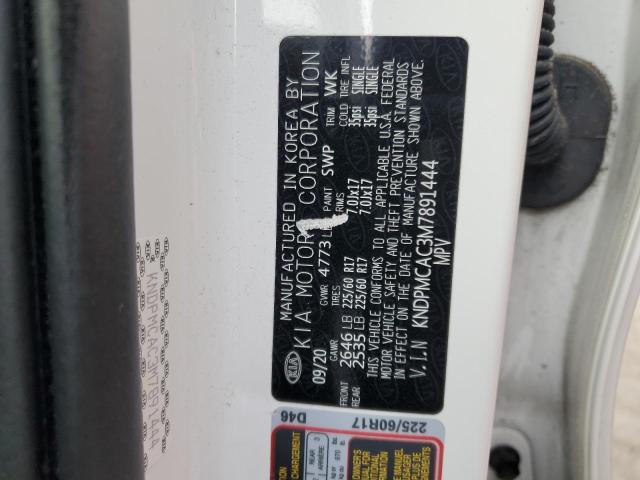 MANUFACTURED IN KOREA BY
KIA MOTORS CORPORATION
09/20 GVWR 4773 LB PAINT SWP TRIM WK
GAWR TIRES RIMS COLD TIRE INFL
FRONT 2646 LB 225/60 R17 7.0JX17 35psi SINGLE
REAR 2535 LB 225/60 R17 7.0JX17 35psi SINGLE
THIS VEHICLE CONFORMS TO ALL APPLICABLE U.S.A. FEDERAL
MOTOR VEHICLE SAFETY AND THEFT PREVENTION STANDARDS
IN EFFECT ON THE DATE OF MANUFACTURE SHOWN ABOVE.
V.I.N KNDPMCAC3M7891444
MPV
KIA
D46
225/60R17
REAR
ARRIÈRE